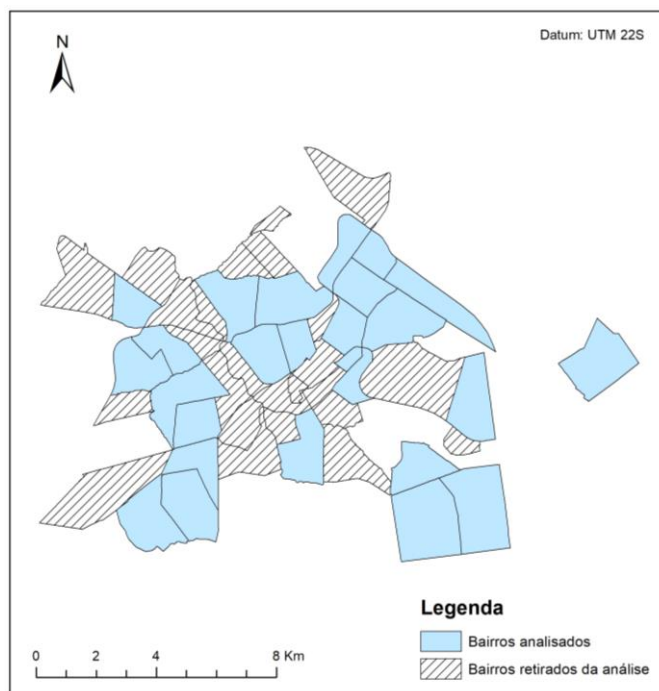 Datum: UTM 22S
N
Legenda
Bairros analisados
Bairros retirados da análise
0 2 4 8 Km